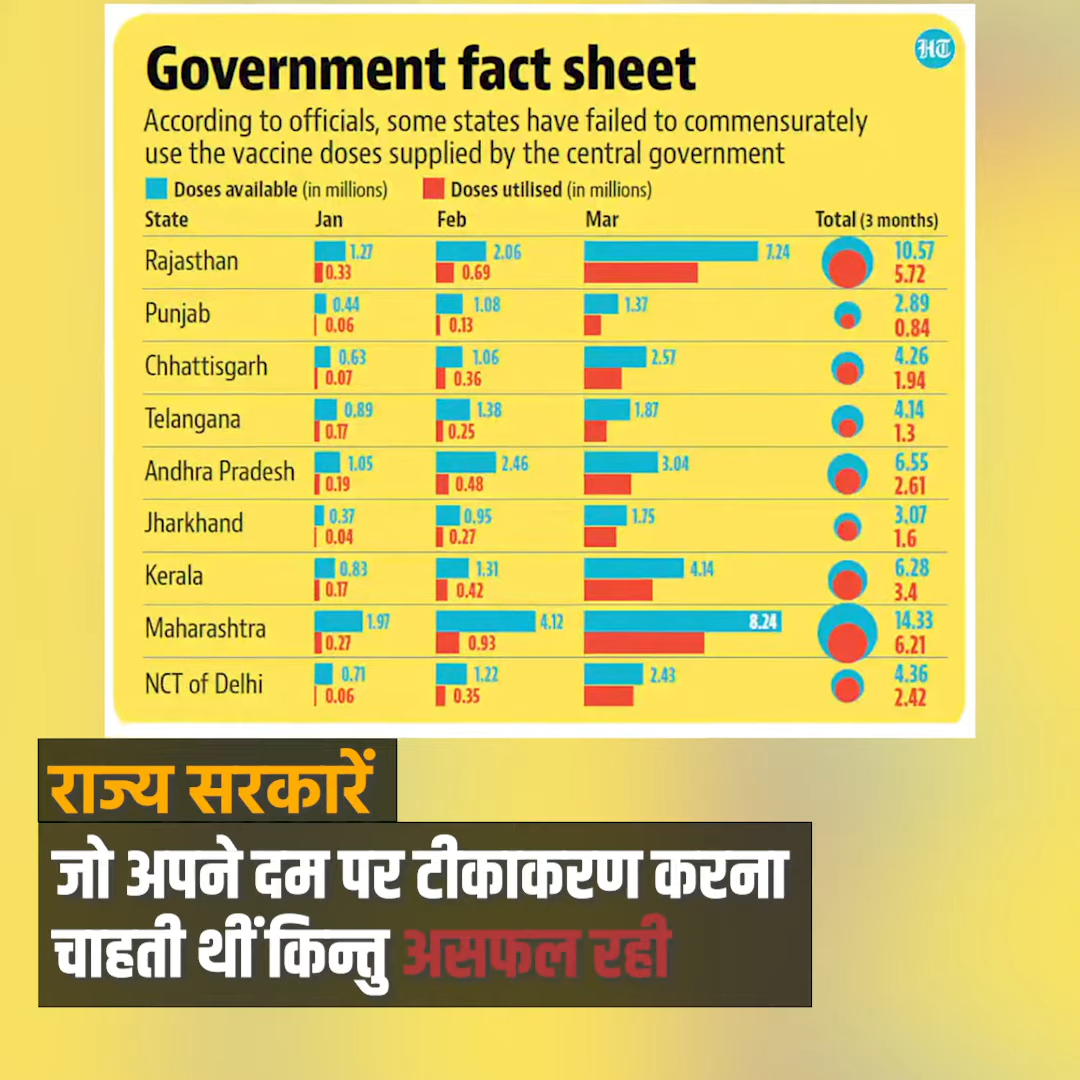 HT
Government fact sheet
According to officials, some states have failed to commensurately
use the vaccine doses supplied by the central government
Doses available (in millions) Doses utilised (in millions)
State Jan Feb Mar Total (3 months)
Rajasthan 1.27 2.06 7.24 10.57
0.33 0.69 5.72
Punjab 0.44 1.08 1.37 2.89
0.06 0.13 0.84
Chhattisgarh 0.63 1.06 2.57 4.26
0.07 0.36 1.94
Telangana 0.89 1.38 1.87 4.14
0.17 0.25 1.3
Andhra Pradesh 1.05 2.46 3.04 6.55
0.19 0.48 2.61
Jharkhand 0.37 0.95 1.75 3.07
0.04 0.27 1.6
Kerala 0.83 1.31 4.14 6.28
0.17 0.42 3.4
Maharashtra 1.97 4.12 8.24 14.33
0.27 0.93 6.21
NCT of Delhi 0.71 1.22 2.43 4.36
0.06 0.35 2.42
राज्य सरकारें
जो अपने दम पर टीकाकरण करना
चाहती थीं किन्तु असफल रही